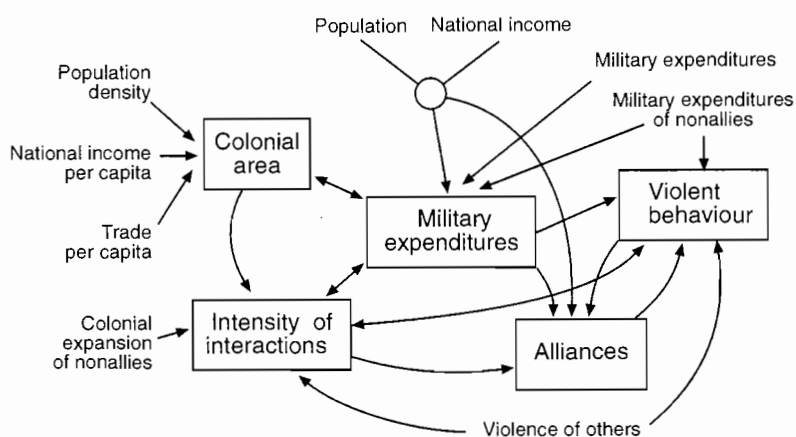 Population
National income
Military expenditures
Population
density
Military expenditures
of nonallies
Colonial
area
National income
per capita
Violent
behaviour
Military
expenditures
Trade
per capita
Intensity of
interactions
Colonial
expansion
of nonallies
Alliances
Violence of others